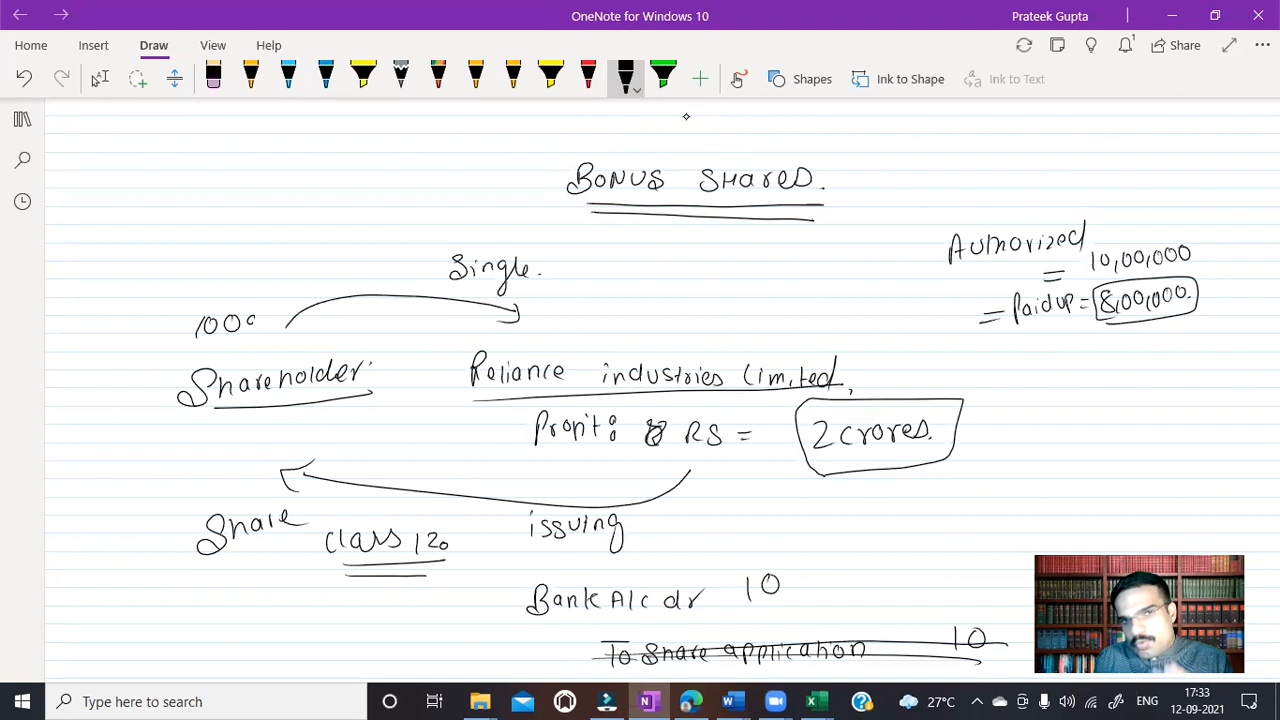 OneNote for Windows 10
Prateek Gupta
Home Insert Draw View Help
Share
Shapes
Ink to Shape
Ink to Text
BONUS SHARES.
Single.
Authorized
10,00,000
= Paidup = 8,00,000.
1000
Shareholder
Reliance industries Limited,
Profit: RS = 2 crores.
Share
Class 12
issuing
Bank A/c dr 10
To Share application 10
Type here to search
27°C
ENG
17:33
12-09-2021